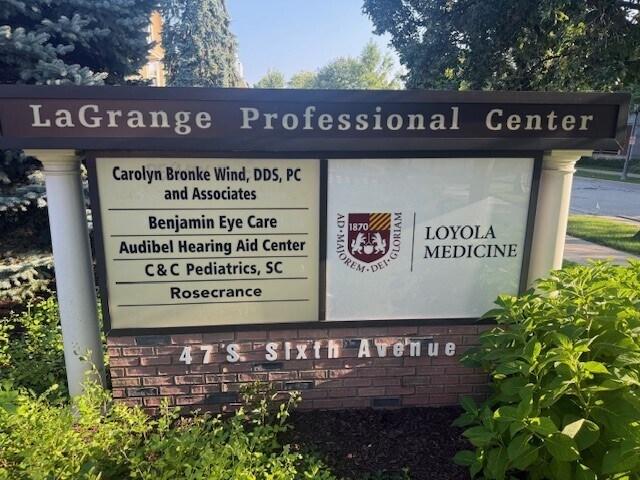 LaGrange Professional Center
Carolyn Bronke Wind, DDS, PC
and Associates
Benjamin Eye Care
Audibel Hearing Aid Center
C & C Pediatrics, SC
Rosecrance
1870
AD·MAJOREM·DEI·GLORIAM
LOYOLA
MEDICINE
47 S. Sixth Avenue